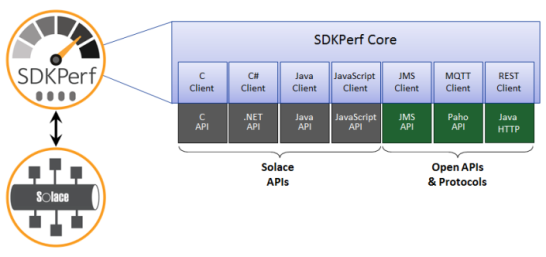 SDKPerf
Solace
SDKPerf Core
C
Client
C#
Client
Java
Client
JavaScript
Client
JMS
Client
MQTT
Client
REST
Client
C
API
.NET
API
Java
API
JavaScript
API
JMS
API
Paho
API
Java
HTTP
Solace
APIs
Open APIs
& Protocols